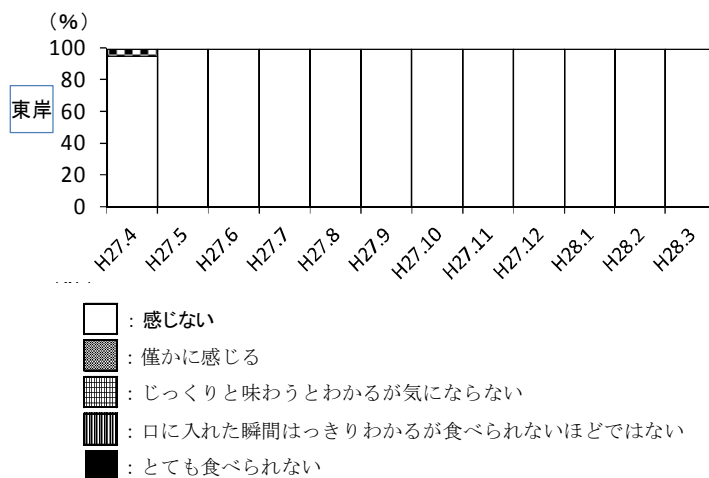 (%)
100
80
東岸 60
40
20
0
H27.4 H27.5 H27.6 H27.7 H27.8 H27.9 H27.10 H27.11 H27.12 H28.1 H28.2 H28.3
：感じない
：僅かに感じる
：じっくりと味わうとわかるが気にならない
：口に入れた瞬間はっきりわかるが食べられないほどではない
：とても食べられない